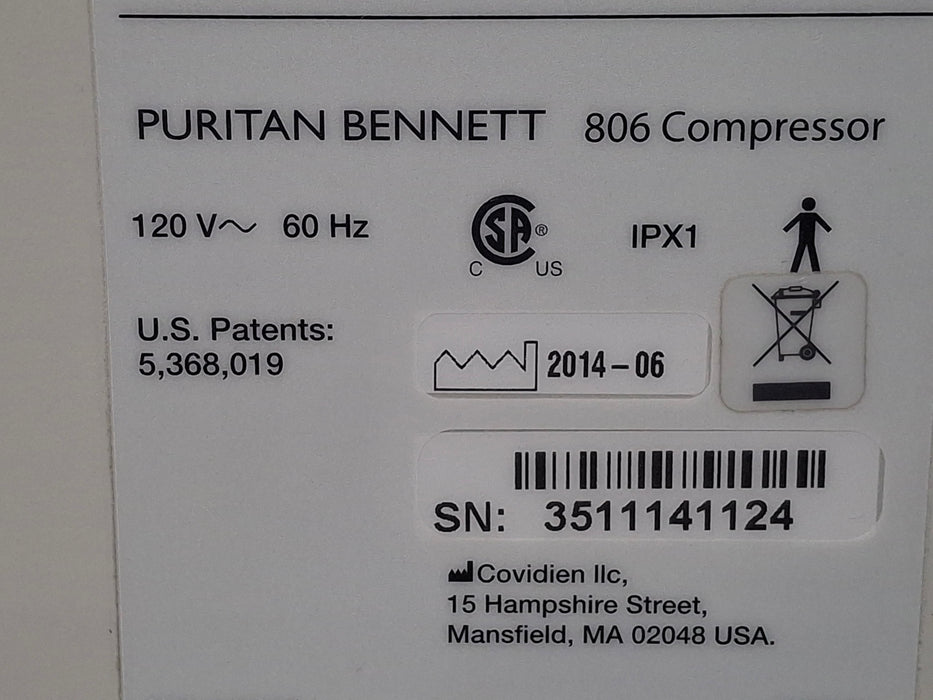 PURITAN BENNETT 806 Compressor
120 V~ 60 Hz
CSA®
C US
IPX1
U.S. Patents:
5,368,019
2014-06
SN: 3511141124
Covidien llc,
15 Hampshire Street,
Mansfield, MA 02048 USA.